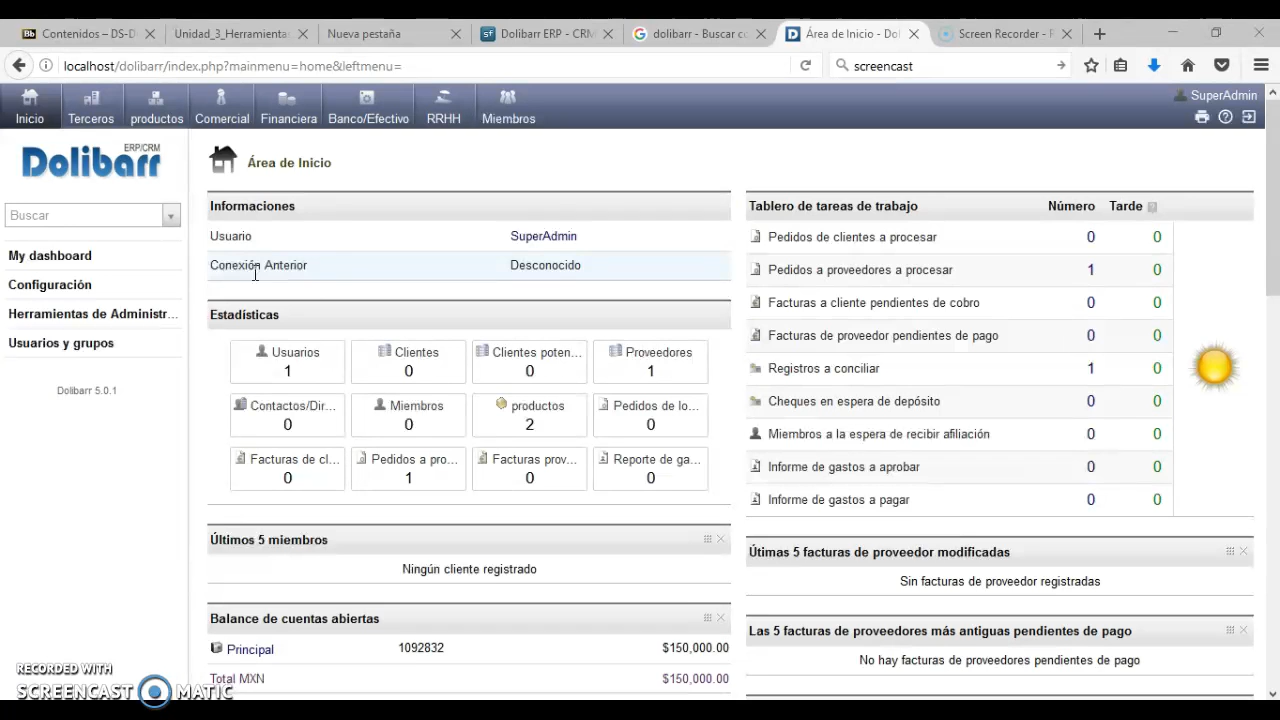 Contenidos – DS-D
Unidad_3_Herramienta
Nueva pestaña
Dolibarr ERP - CRM
dolibarr - Buscar co
Área de Inicio - Dol
Screen Recorder - F
localhost/dolibarr/index.php?mainmenu=home&leftmenu=
screencast
Inicio
Terceros
productos
Comercial
Financiera
Banco/Efectivo
RRHH
Miembros
SuperAdmin
Dolibarr ERP/CRM
Buscar
My dashboard
Configuración
Herramientas de Administr...
Usuarios y grupos
Dolibarr 5.0.1
Área de Inicio
Informaciones
Usuario SuperAdmin
Conexión Anterior Desconocido
Estadísticas
Usuarios
1
Clientes
0
Clientes poten...
0
Proveedores
1
Contactos/Dir...
0
Miembros
0
productos
2
Pedidos de lo...
0
Facturas de cl...
0
Pedidos a pro...
1
Facturas prov...
0
Reporte de ga...
0
Últimos 5 miembros
Ningún cliente registrado
Balance de cuentas abiertas
Principal 1092832 $150,000.00
Total MXN $150,000.00
Tablero de tareas de trabajo Número Tarde
Pedidos de clientes a procesar 0 0
Pedidos a proveedores a procesar 1 0
Facturas a cliente pendientes de cobro 0 0
Facturas de proveedor pendientes de pago 0 0
Registros a conciliar 1 0
Cheques en espera de depósito 0 0
Miembros a la espera de recibir afiliación 0 0
Informe de gastos a aprobar 0 0
Informe de gastos a pagar 0 0
Útimas 5 facturas de proveedor modificadas
Sin facturas de proveedor registradas
Las 5 facturas de proveedores más antiguas pendientes de pago
No hay facturas de proveedores pendientes de pago
RECORDED WITH
SCREENCAST MATIC